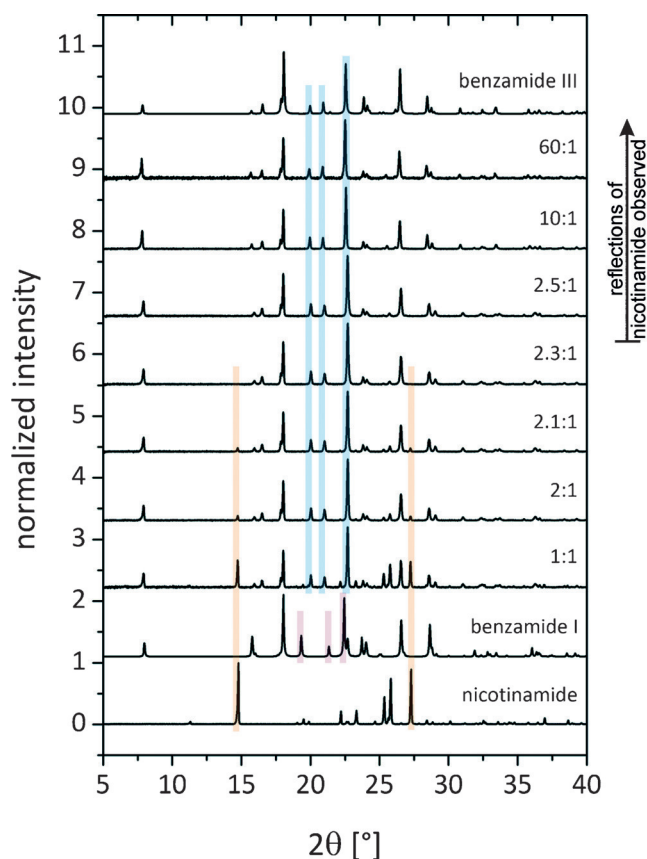 11
benzamide III
10
60:1
9
10:1
8
2.5:1
7
2.3:1
6
2.1:1
5
2:1
4
1:1
3
benzamide I
2
nicotinamide
1
0
normalized intensity
reflections of
nicotinamide observed
5 10 15 20 25 30 35 40
2θ [°]